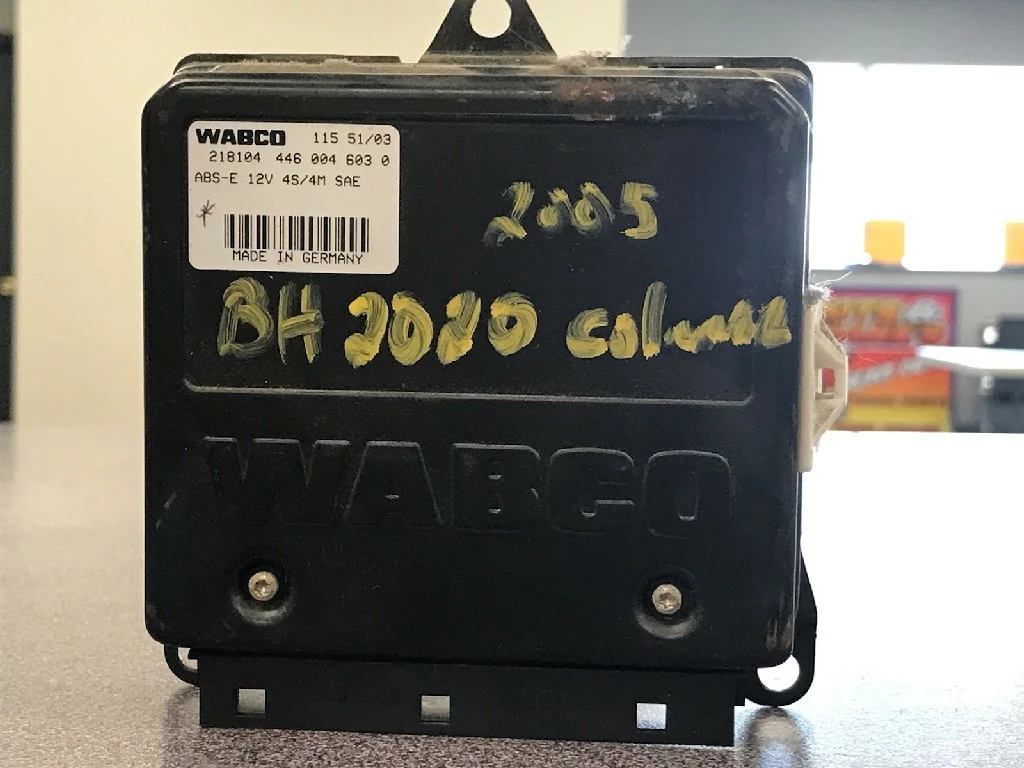 WABCO 115 51/03
218104 446 004 603 0
ABS-E 12V 4S/4M SAE
MADE IN GERMANY
2005
BH 2020
WABCO